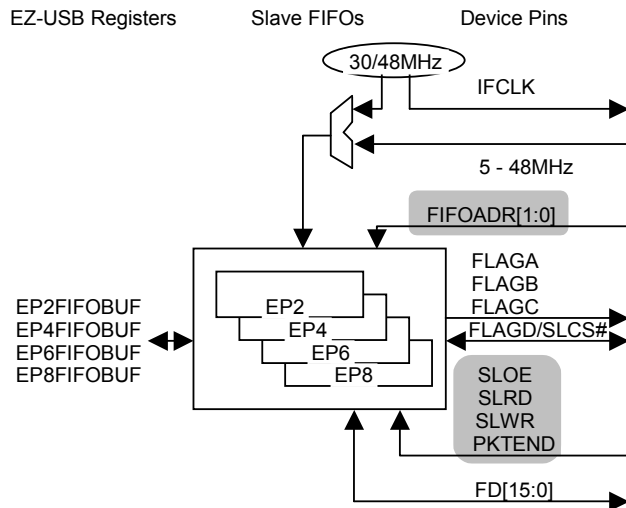 EZ-USB Registers
Slave FIFOs
Device Pins
30/48MHz
IFCLK
5 - 48MHz
FIFOADR[1:0]
FLAGA
FLAGB
FLAGC
FLAGD/SLCS#
EP2FIFOBUF
EP4FIFOBUF
EP6FIFOBUF
EP8FIFOBUF
EP2
EP4
EP6
EP8
SLOE
SLRD
SLWR
PKTEND
FD[15:0]